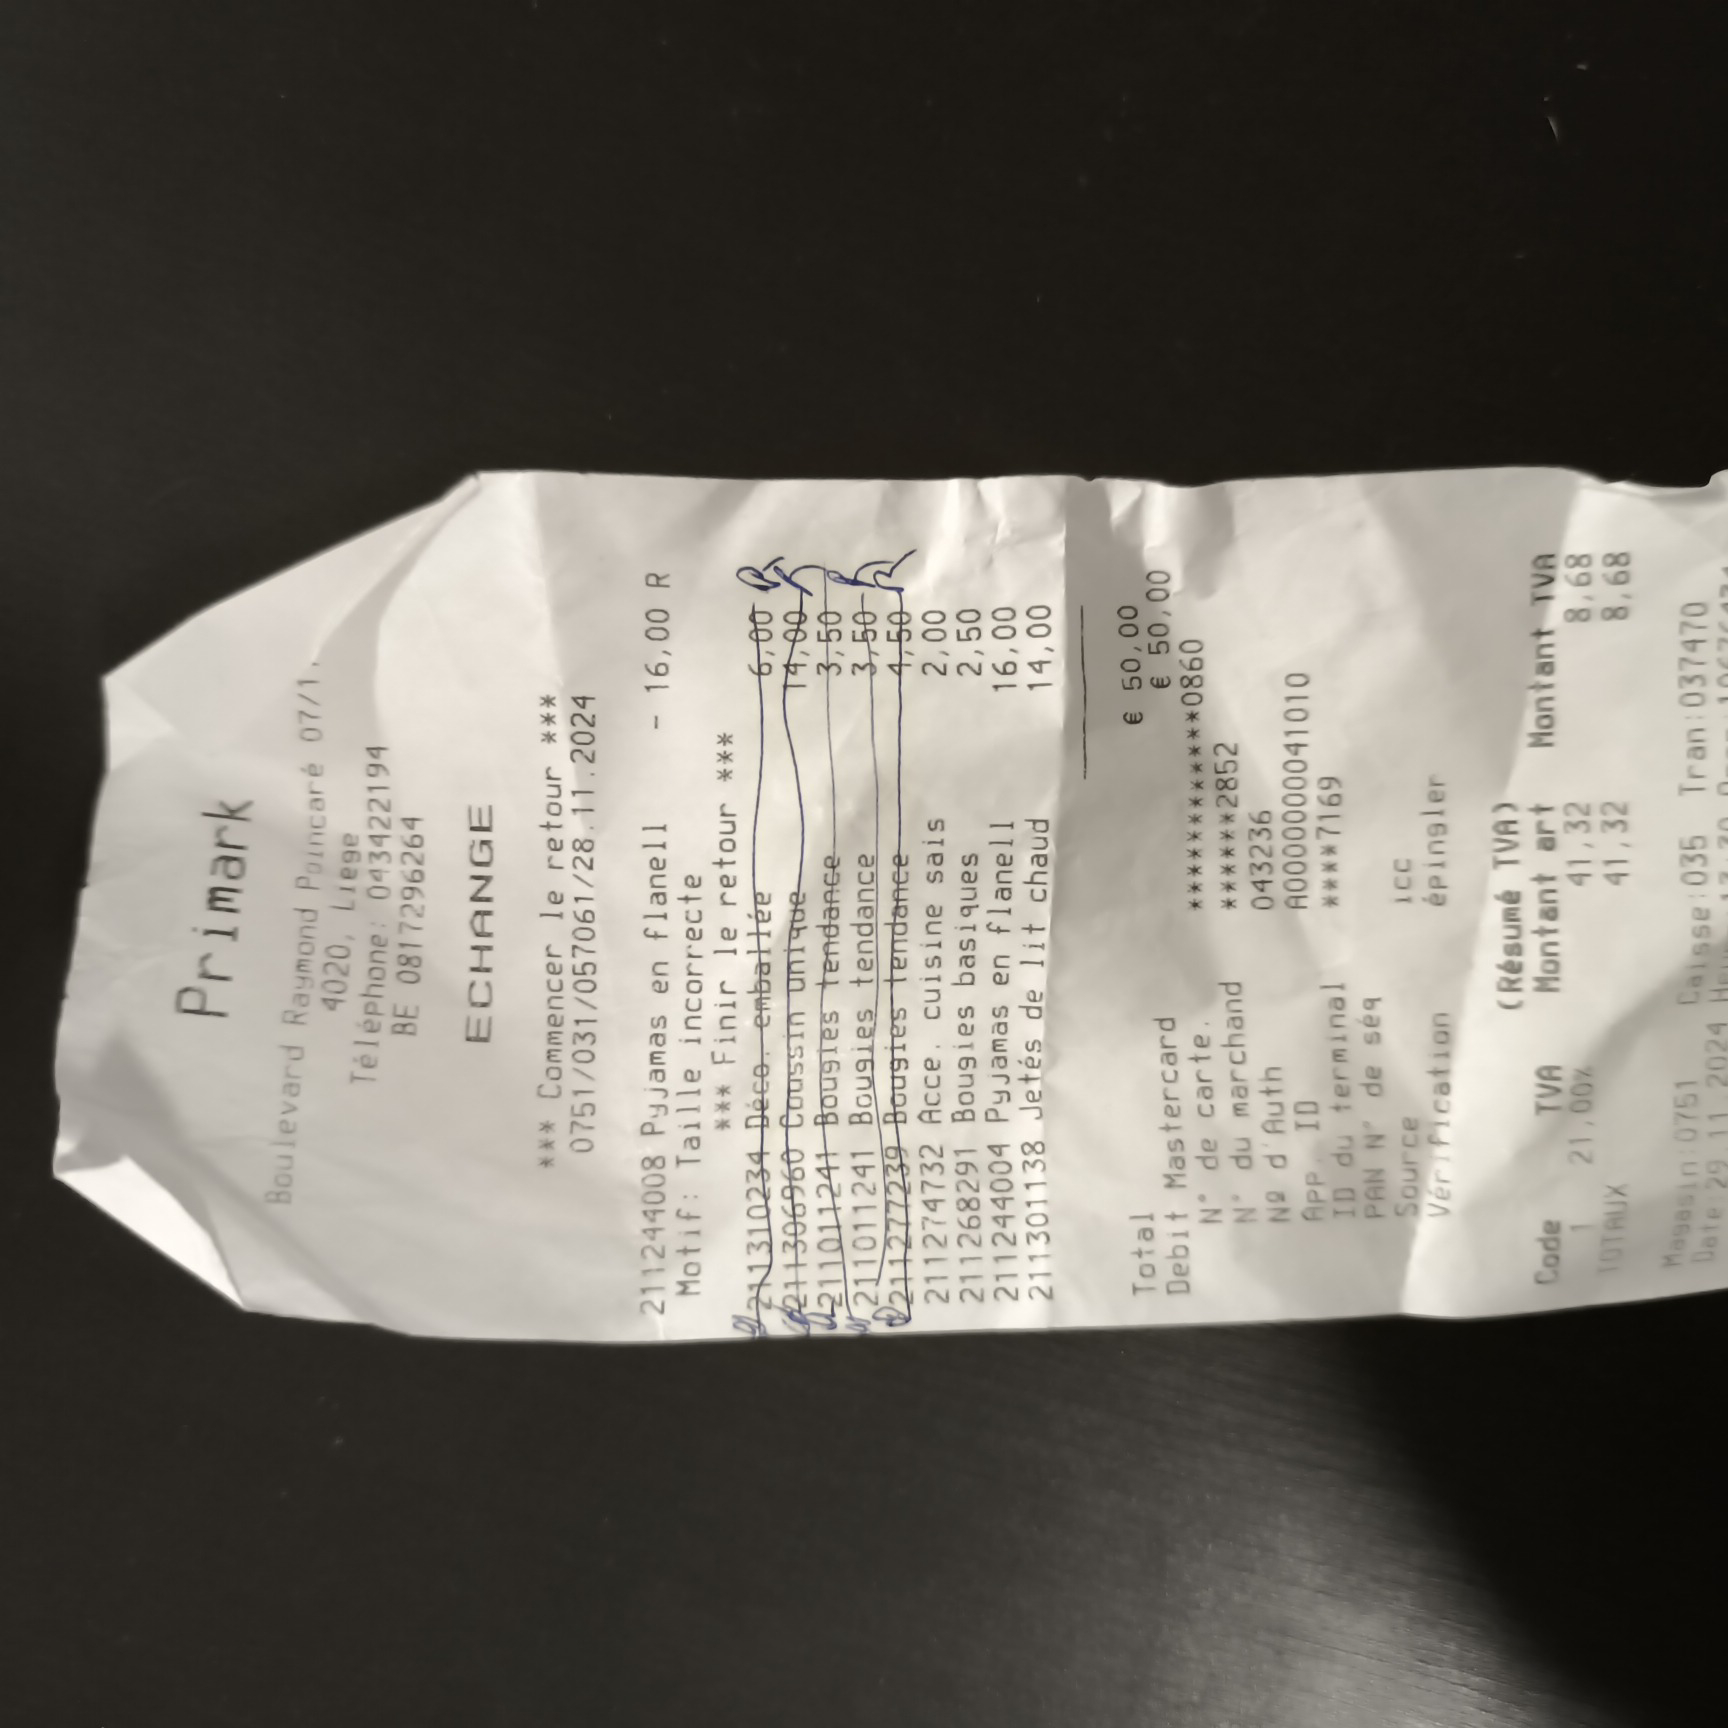 Primark
Boulevard Raymond Poincaré 07/1,
4020, Liege
Téléphone: 043422194
BE 0817296264
ECHANGE
*** Commencer le retour ***
0751/031/057061/28.11.2024
211244008 Pyjamas en flanell - 16,00 R
Motif: Taille incorrecte
*** Finir le retour ***
211310234 Déco. emballée 6,00
211306960 Coussin unique 14,00
211011241 Bougies tendance 3,50
211011241 Bougies tendance 3,50
211277239 Bougies tendance 4,50
211274732 Acce. cuisine sais 2,00
211268291 Bougies basiques 2,50
211244004 Pyjamas en flanell 16,00
211301138 Jetés de lit chaud 14,00
Total € 50,00
Debit Mastercard € 50,00
N° de carte. ************0860
N° du marchand ******2852
Nº d'Auth 043236
APP. ID A0000000041010
ID du terminal ****7169
PAN N° de séq
Source icc
Vérification épingler
(Résumé TVA)
Code TVA Montant art Montant TVA
1 21,00% 41,32 8,68
TOTAUX 41,32 8,68
Magasin:0751 Caisse:035 Tran:037470
Date:29.11.2024